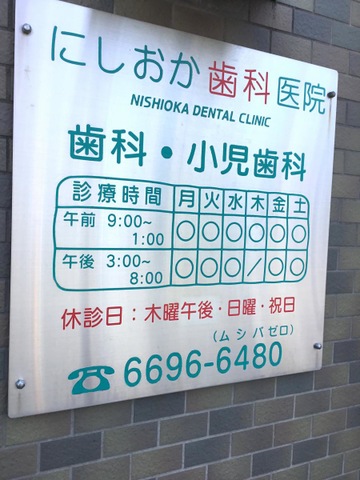 にしおか歯科医院
NISHIOKA DENTAL CLINIC
歯科・小児歯科
診療時間 月 火 水 木 金 土
午前 9:00~1:00 ○ ○ ○ ○ ○ ○
午後 3:00~8:00 ○ ○ ○ / ○ ○
休診日:木曜午後・日曜・祝日
(ムシバゼロ)
☎6696-6480